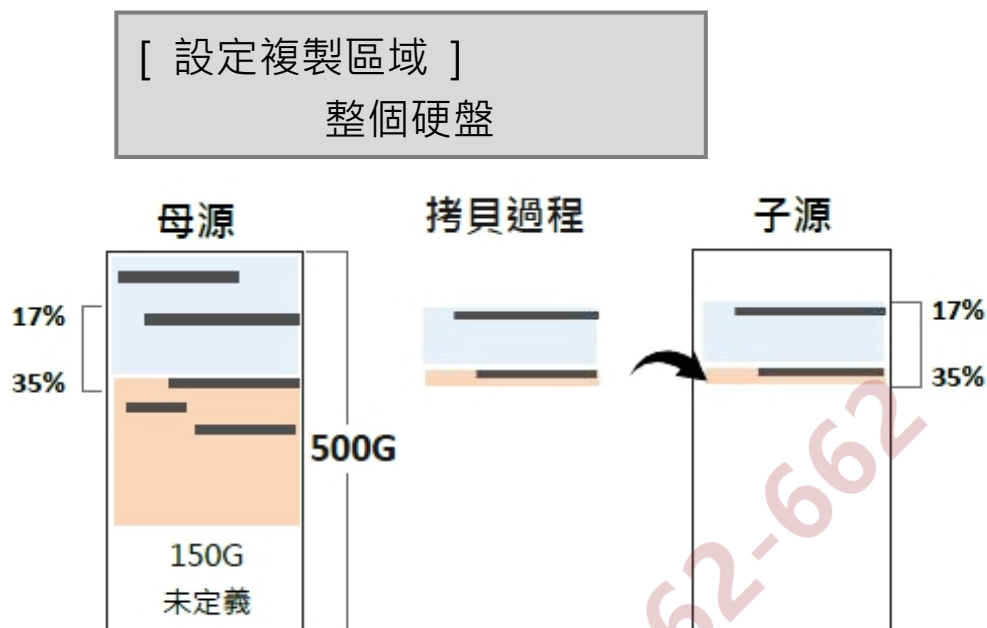 [ 設定複製區域 ]
整個硬盤
母源
拷貝過程
子源
17%
17%
35%
35%
500G
150G
未定義
62-662